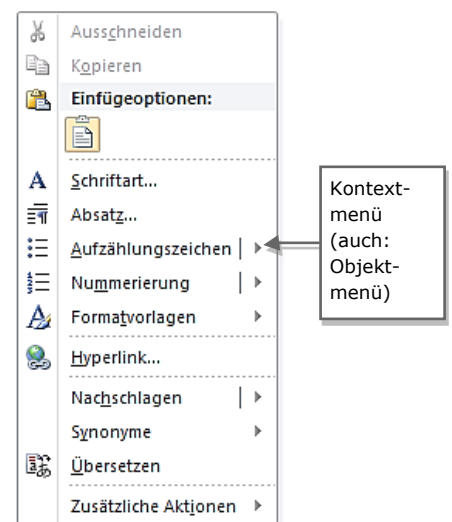 Ausschneiden
Kopieren
Einfügeoptionen:
Schriftart...
Absatz...
Aufzählungszeichen
Nummerierung
Formatvorlagen
Hyperlink...
Nachschlagen
Synonyme
Übersetzen
Zusätzliche Aktionen
Kontext-
menü
(auch:
Objekt-
menü)